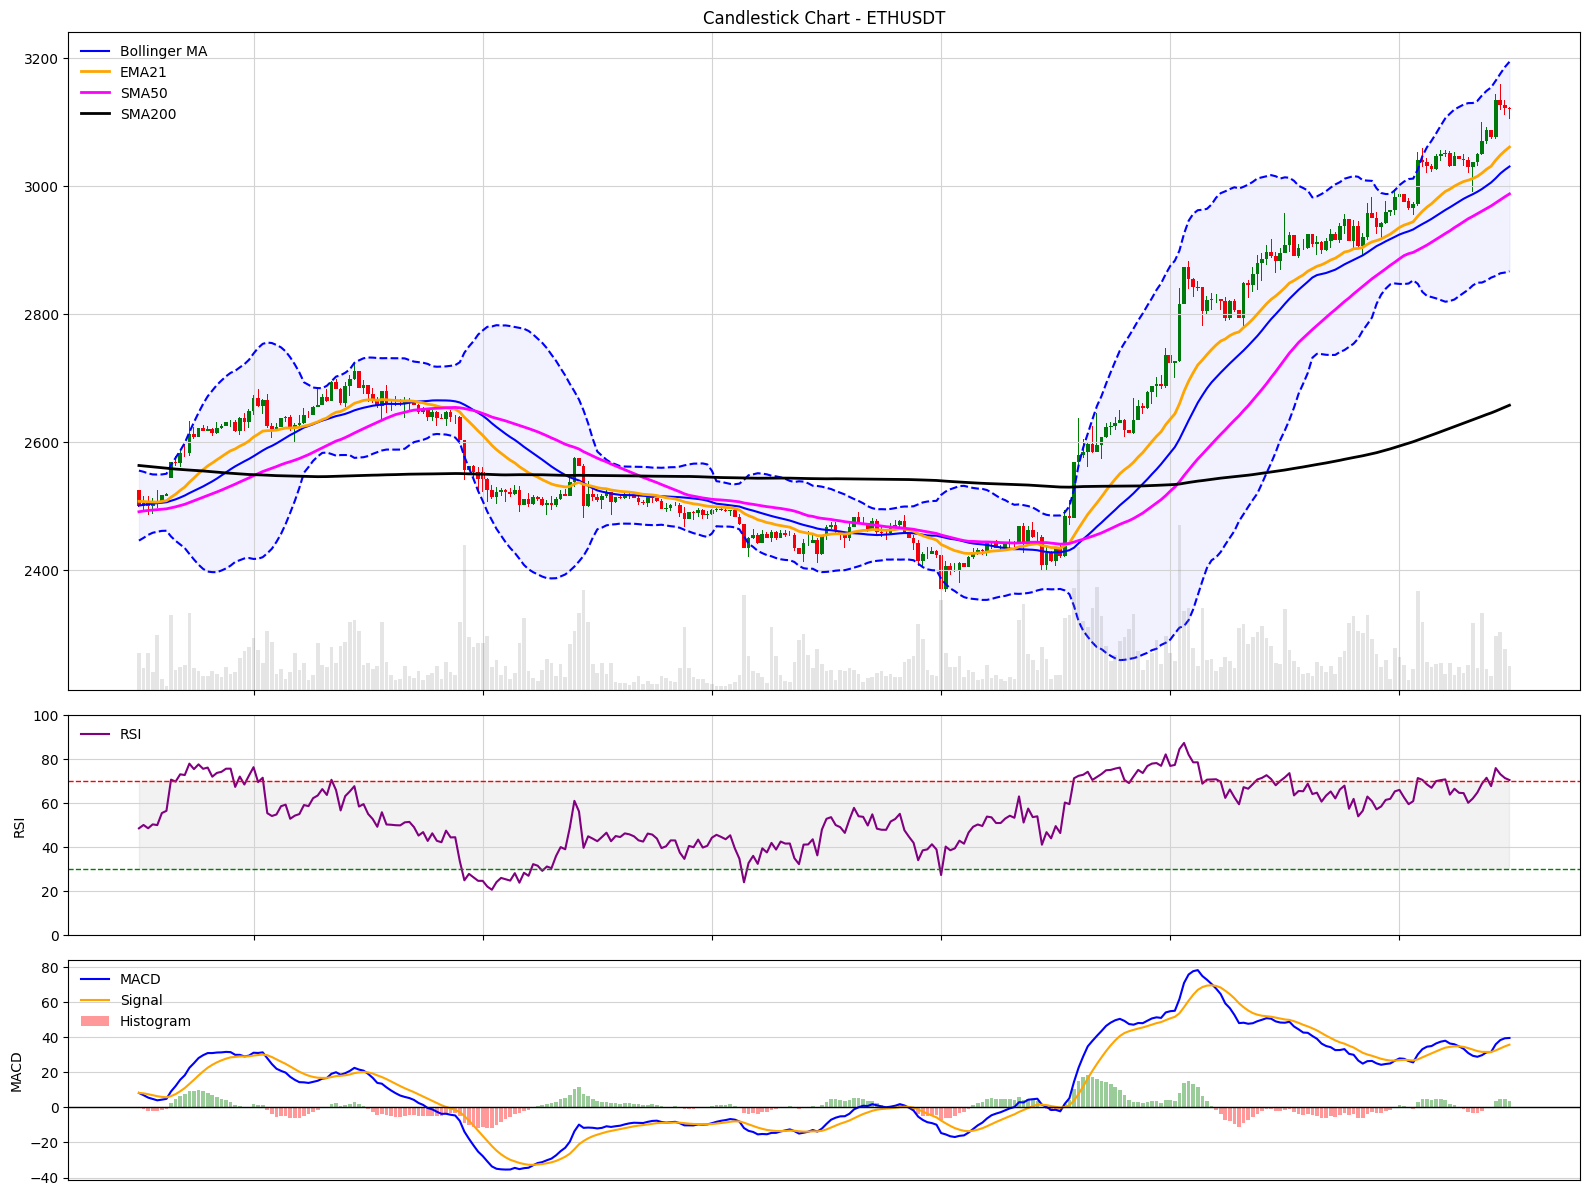 Candlestick Chart - ETHUSDT
Bollinger MA
EMA21
SMA50
SMA200
3200
3000
2800
2600
2400
RSI
100
80
60
40
20
0
RSI
MACD
Signal
Histogram
80
60
40
20
0
−20
−40
MACD